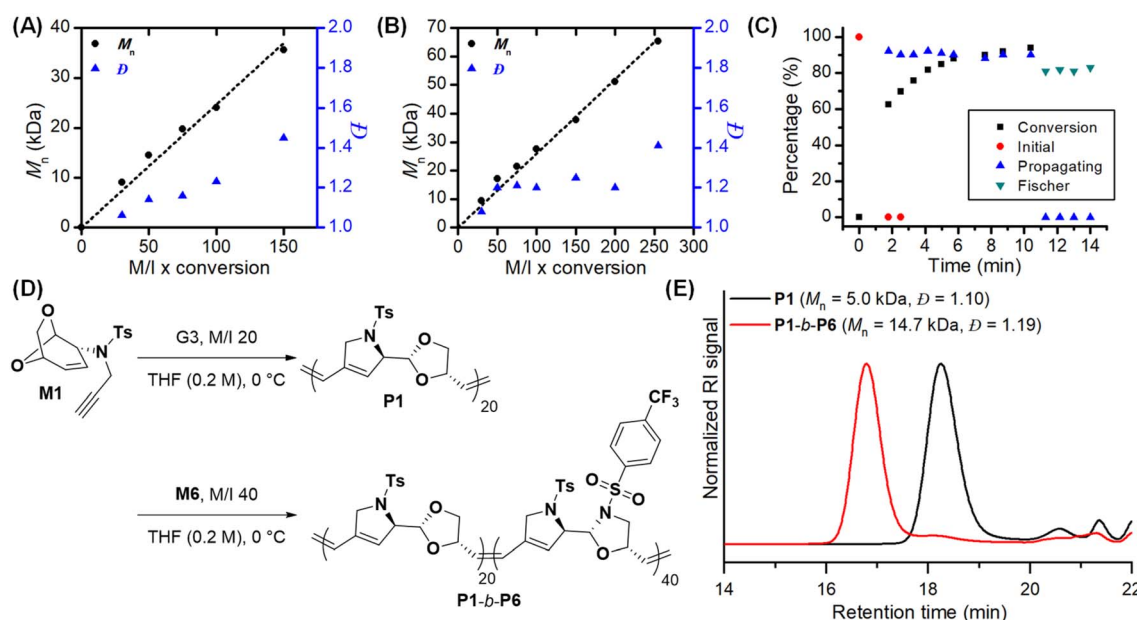 (A)
Mn
Đ
Mn (kDa)
40
30
20
10
0
0 50 100 150
M/I x conversion
2.0
1.8
1.6
1.4
1.2
1.0
Đ
(B)
Mn
Đ
Mn (kDa)
70
60
50
40
30
20
10
0
0 50 100 150 200 250 300
M/I x conversion
2.0
1.8
1.6
1.4
1.2
1.0
Đ
(C)
Percentage (%)
100
80
60
40
20
0
Conversion
Initial
Propagating
Fischer
0 2 4 6 8 10 12 14
Time (min)
(D)
O
O
Ts
N
M1
G3, M/I 20
THF (0.2 M), 0 °C
Ts
N
O
O
20
P1
M6, M/I 40
THF (0.2 M), 0 °C
Ts
N
O
O
20
CF3
O
S
O
Ts
N
N
O
40
P1-b-P6
(E)
P1 (Mn = 5.0 kDa, Đ = 1.10)
P1-b-P6 (Mn = 14.7 kDa, Đ = 1.19)
Normalized RI signal
14 16 18 20 22
Retention time (min)